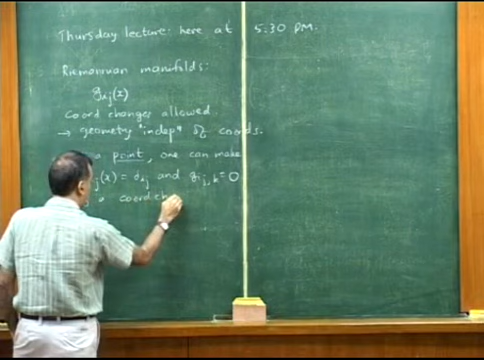 Thursday lecture: here at 5:30 PM.
Riemannian manifolds:
gij(x)
Coord changes allowed.
→ geometry "indep" of coords.
point, one can make
j(x) = δij and gij,k = 0
coord ch